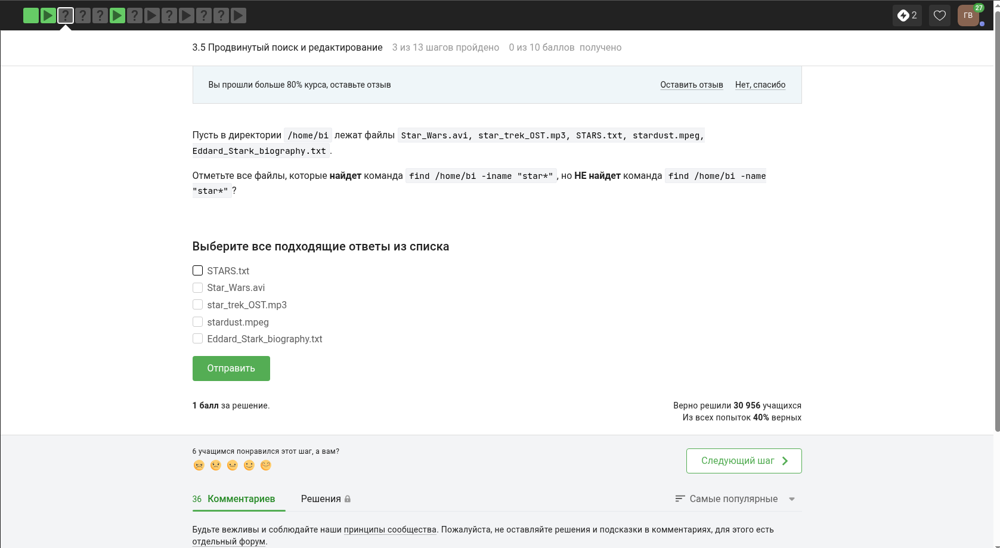 ? ? ? ? ? ? ?
2
ГВ
27
3.5 Продвинутый поиск и редактирование 3 из 13 шагов пройдено 0 из 10 баллов получено
Вы прошли больше 80% курса, оставьте отзыв Оставить отзыв Нет, спасибо
Пусть в директории /home/bi лежат файлы Star_Wars.avi, star_trek_OST.mp3, STARS.txt, stardust.mpeg,
Eddard_Stark_biography.txt.
Отметьте все файлы, которые найдет команда find /home/bi -iname "star*", но НЕ найдет команда find /home/bi -name
"star*"?
Выберите все подходящие ответы из списка
STARS.txt
Star_Wars.avi
star_trek_OST.mp3
stardust.mpeg
Eddard_Stark_biography.txt
Отправить
1 балл за решение.
Верно решили 30 956 учащихся
Из всех попыток 40% верных
6 учащимся понравился этот шаг, а вам?
Следующий шаг
36 Комментариев Решения Самые популярные
Будьте вежливы и соблюдайте наши принципы сообщества. Пожалуйста, не оставляйте решения и подсказки в комментариях, для этого есть
отдельный форум.